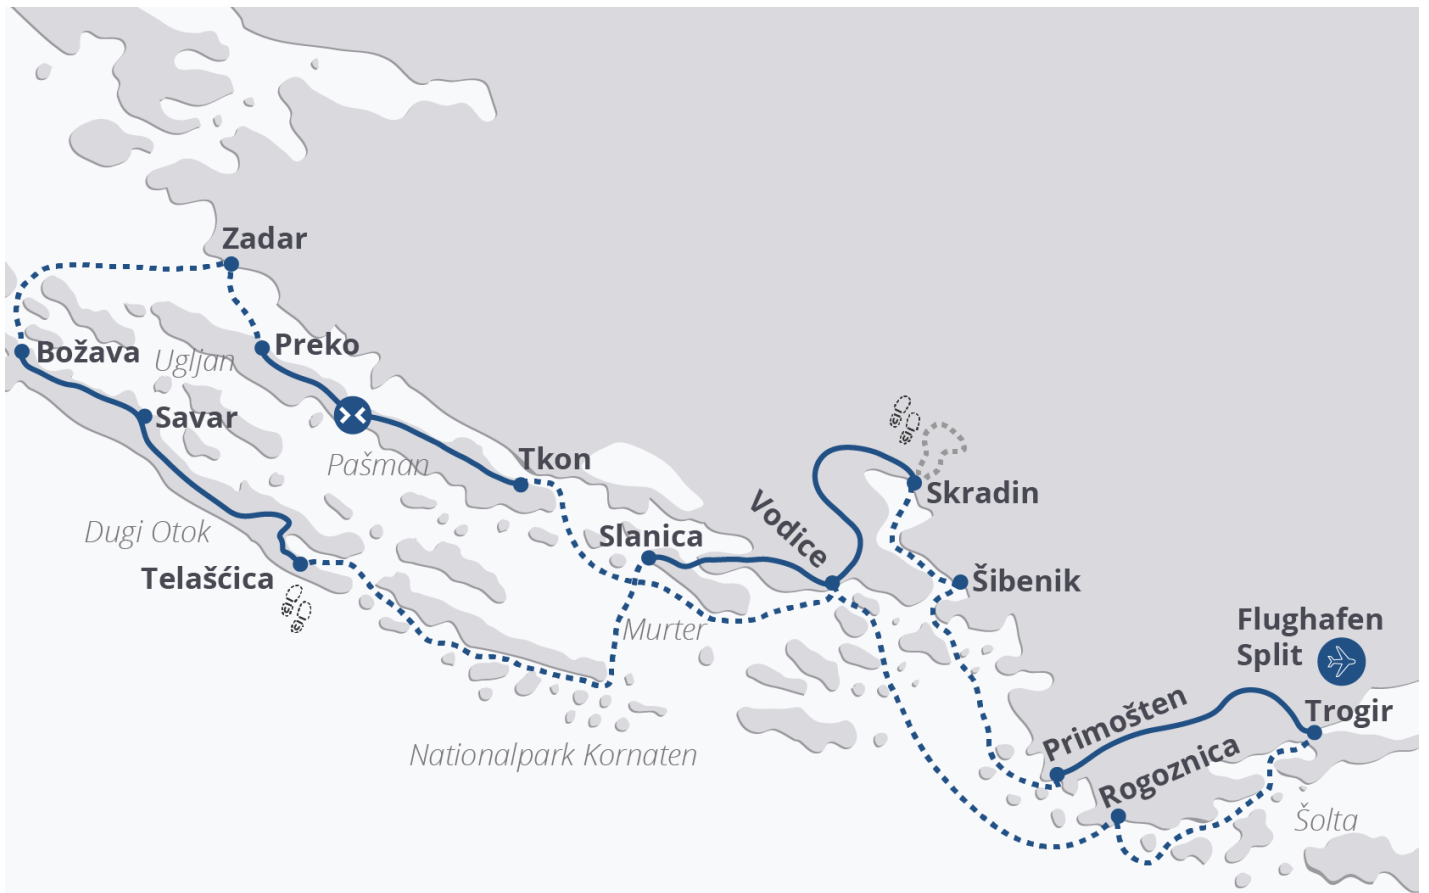 Zadar
Preko
Božava
Ugljan
Savar
Pašman
Tkon
Skradin
Dugi Otok
Slanica
Vodice
Telašćica
Šibenik
Murter
Flughafen
Split
Trogir
Primošten
Rogoznica
Nationalpark Kornaten
Šolta